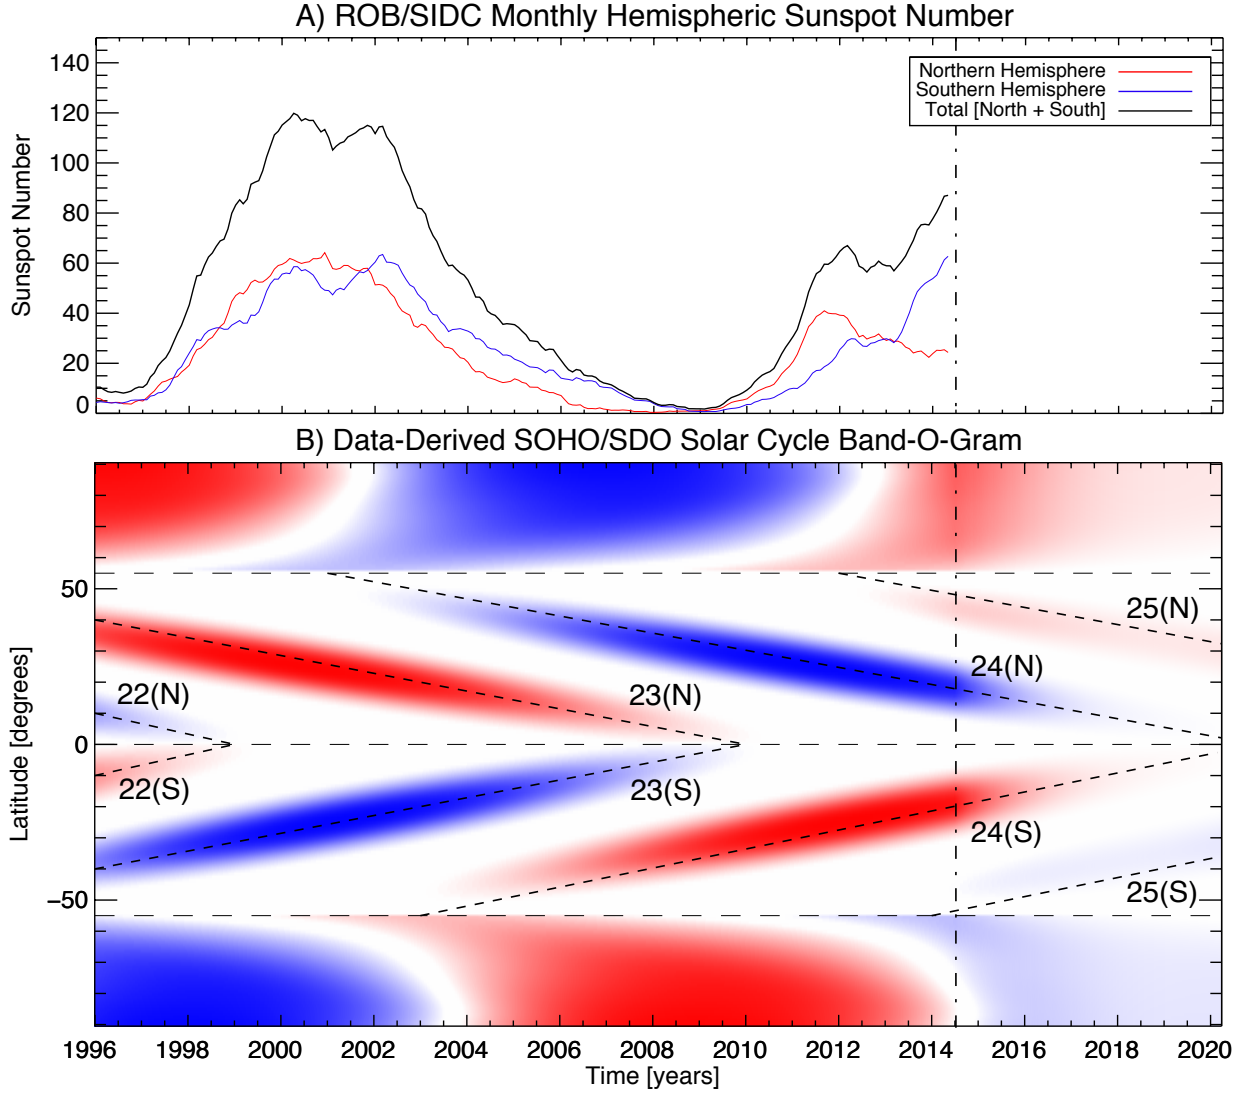 A) ROB/SIDC Monthly Hemispheric Sunspot Number
140
120
100
80
60
40
20
0
Sunspot Number
Northern Hemisphere
Southern Hemisphere
Total [North + South]
B) Data-Derived SOHO/SDO Solar Cycle Band-O-Gram
50
0
−50
Latitude [degrees]
22(N)
22(S)
23(N)
23(S)
24(N)
24(S)
25(N)
25(S)
1996 1998 2000 2002 2004 2006 2008 2010 2012 2014 2016 2018 2020
Time [years]